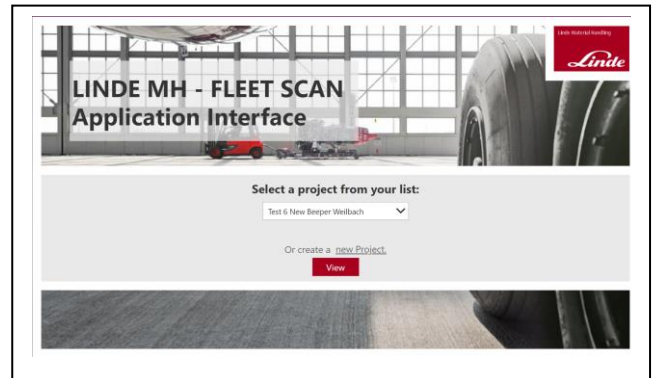 Linde Material Handling
Linde
LINDE MH - FLEET SCAN
Application Interface
Select a project from your list:
Test 6 New Beeper Weilbach
Or create a new Project.
View